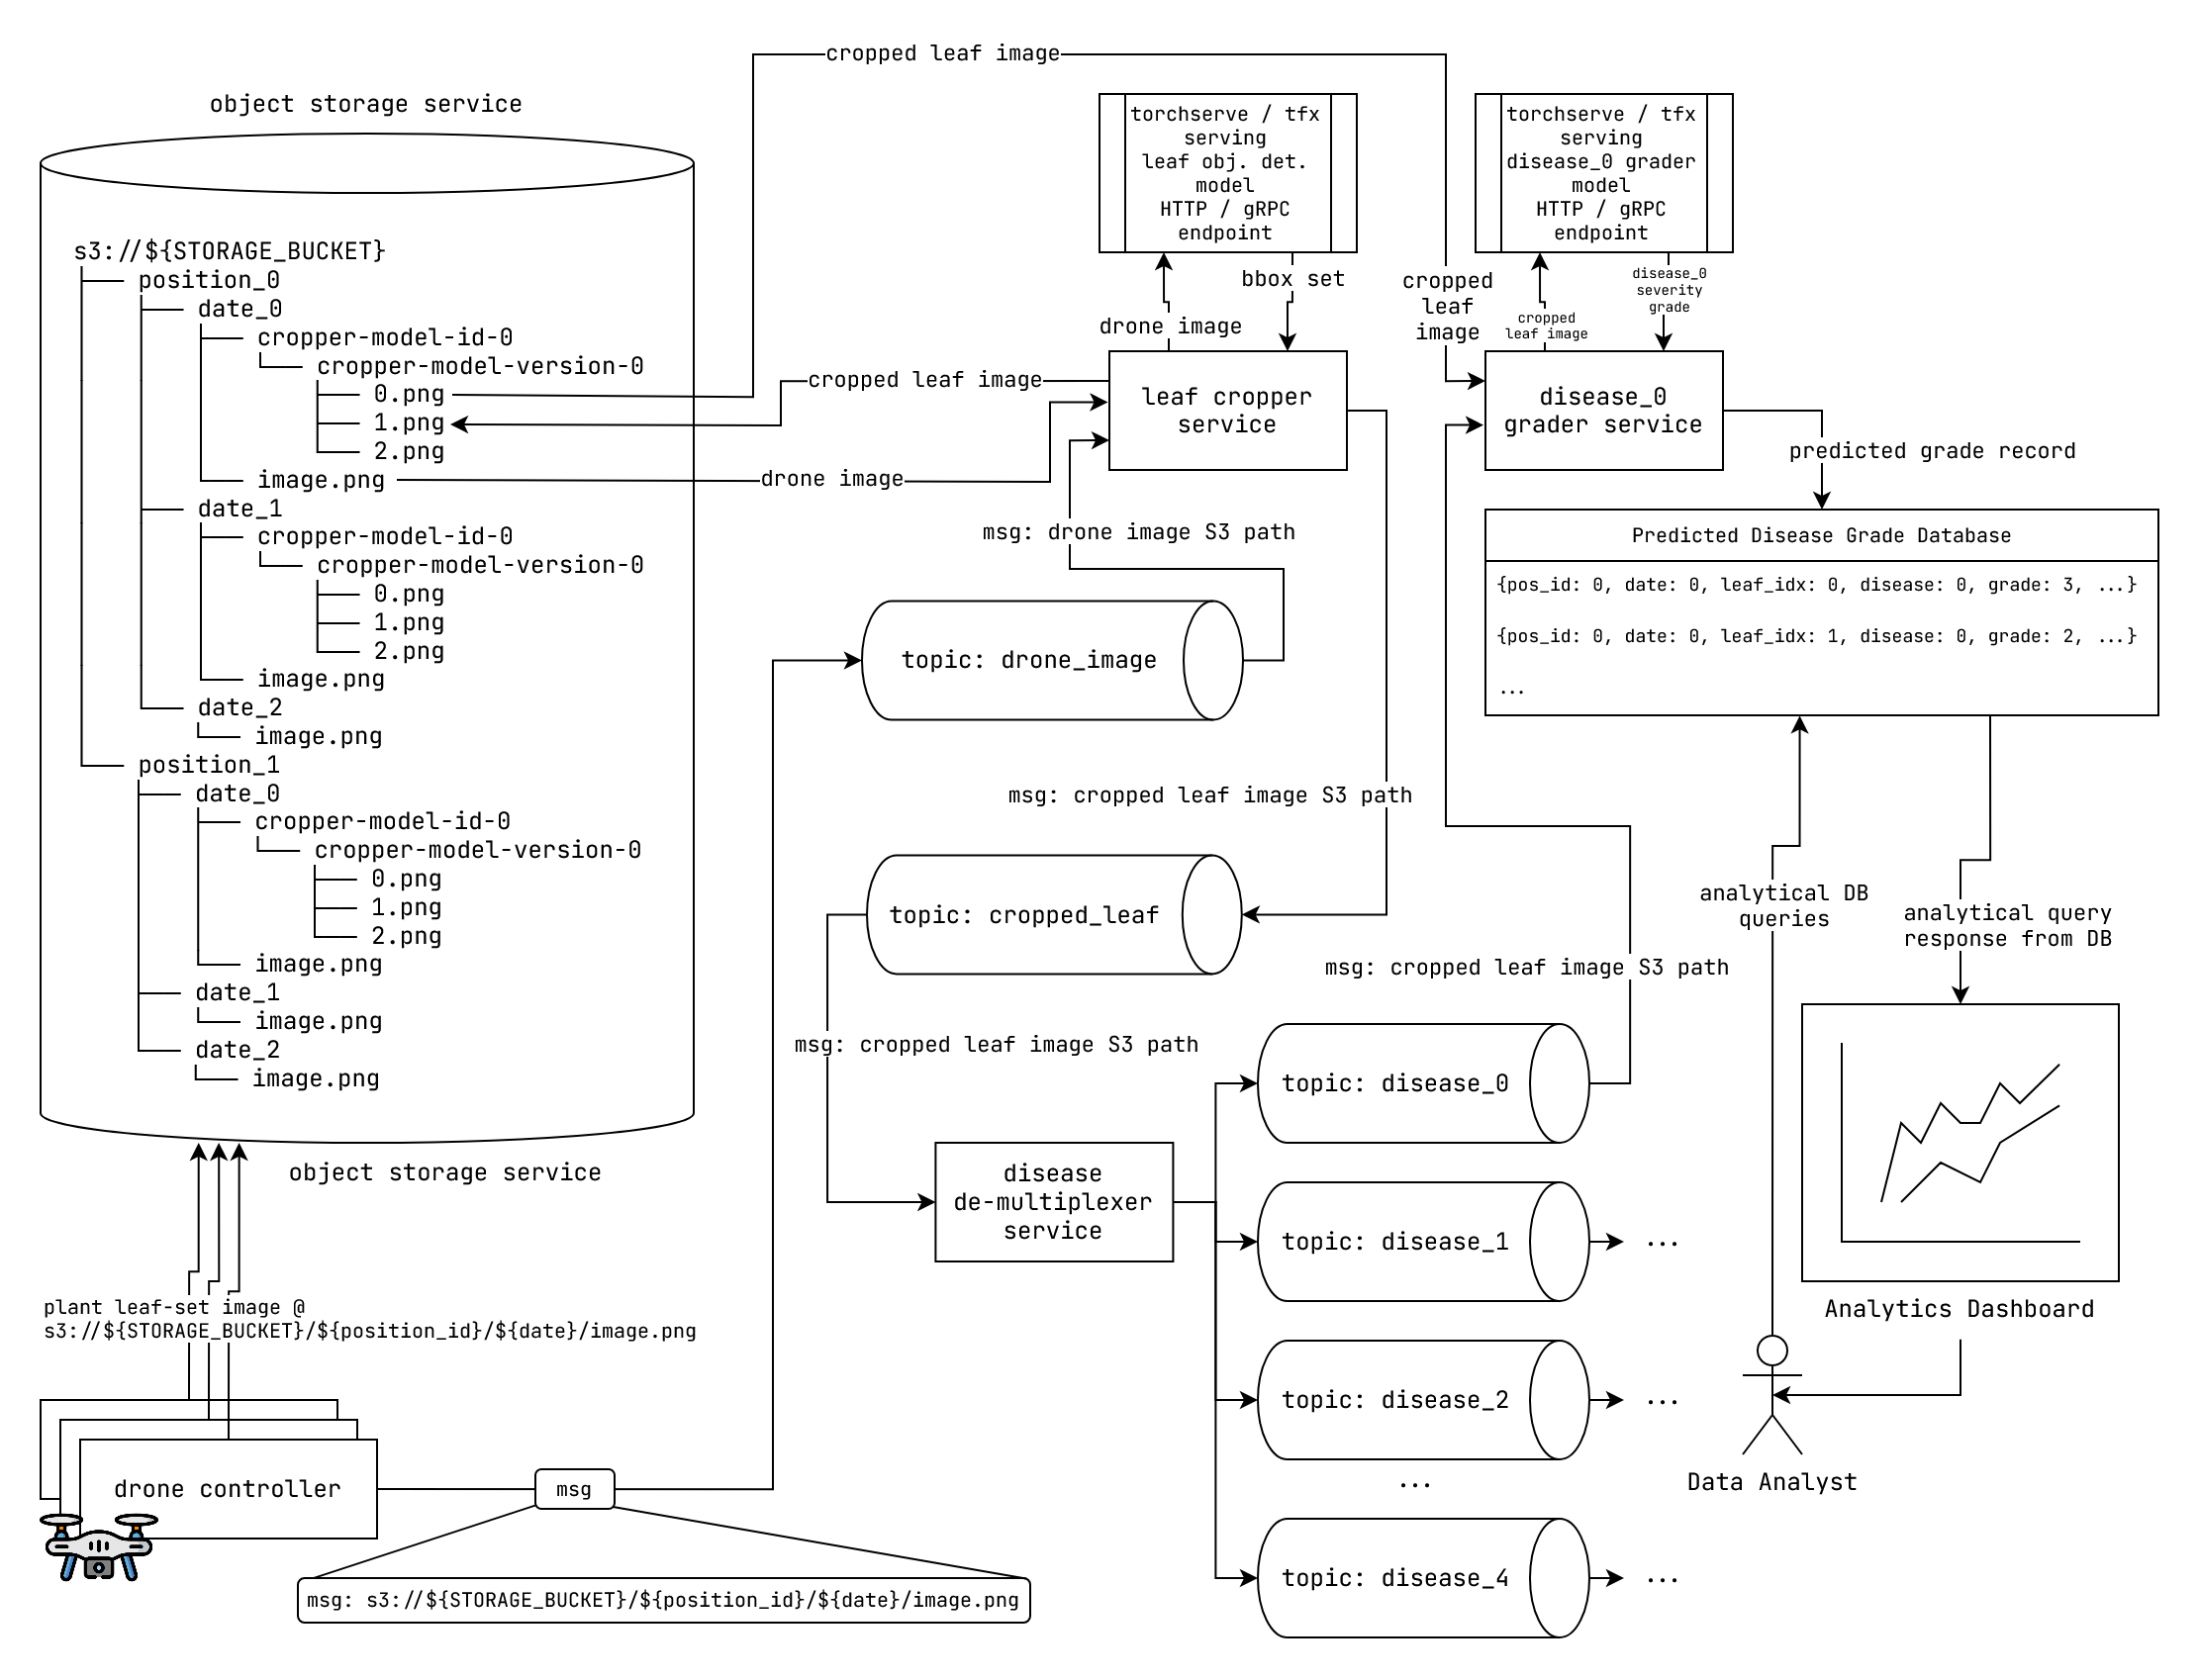 cropped leaf image
object storage service
s3://${STORAGE_BUCKET}
position_0
date_0
cropper-model-id-0
cropper-model-version-0
0.png
1.png
2.png
image.png
date_1
cropper-model-id-0
cropper-model-version-0
0.png
1.png
2.png
image.png
date_2
image.png
position_1
date_0
cropper-model-id-0
cropper-model-version-0
0.png
1.png
2.png
image.png
date_1
image.png
date_2
image.png
object storage service
plant leaf-set image @
s3://${STORAGE_BUCKET}/${position_id}/${date}/image.png
drone controller
msg
msg: s3://${STORAGE_BUCKET}/${position_id}/${date}/image.png
torchserve / tfx
serving
leaf obj. det.
model
HTTP / gRPC
endpoint
drone image
bbox set
cropped leaf image
leaf cropper
service
drone image
msg: drone image S3 path
topic: drone_image
msg: cropped leaf image S3 path
topic: cropped_leaf
msg: cropped leaf image S3 path
disease
de-multiplexer
service
topic: disease_0
topic: disease_1
...
topic: disease_2
...
...
topic: disease_4
...
msg: cropped leaf image S3 path
torchserve / tfx
serving
disease_0 grader
model
HTTP / gRPC
endpoint
cropped
leaf
image
cropped
leaf image
disease_0
severity
grade
disease_0
grader service
predicted grade record
Predicted Disease Grade Database
{pos_id: 0, date: 0, leaf_idx: 0, disease: 0, grade: 3, ...}
{pos_id: 0, date: 0, leaf_idx: 1, disease: 0, grade: 2, ...}
...
analytical DB
queries
analytical query
response from DB
Analytics Dashboard
Data Analyst